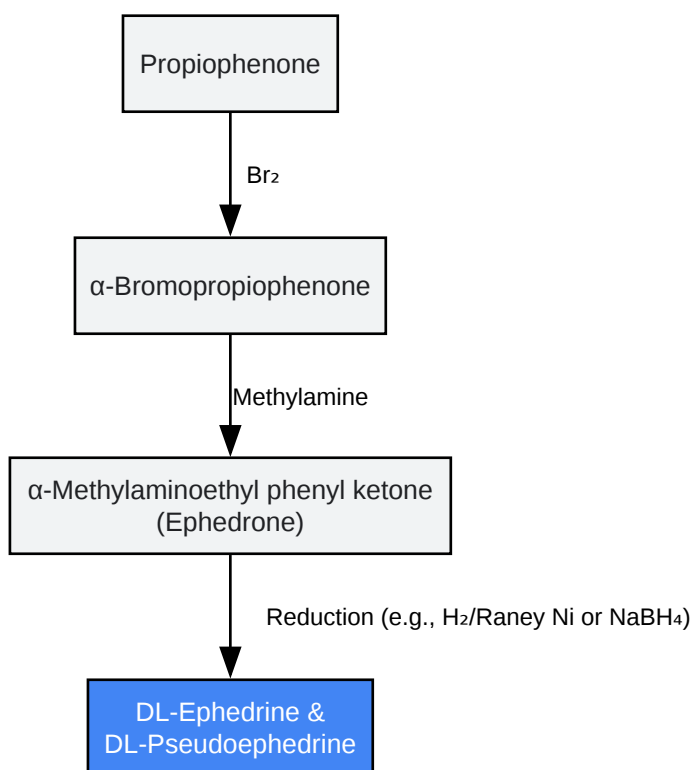 Propiophenone
Br₂
α-Bromopropiophenone
Methylamine
α-Methylaminoethyl phenyl ketone
(Ephedrone)
Reduction (e.g., H₂/Raney Ni or NaBH₄)
DL-Ephedrine &
DL-Pseudoephedrine